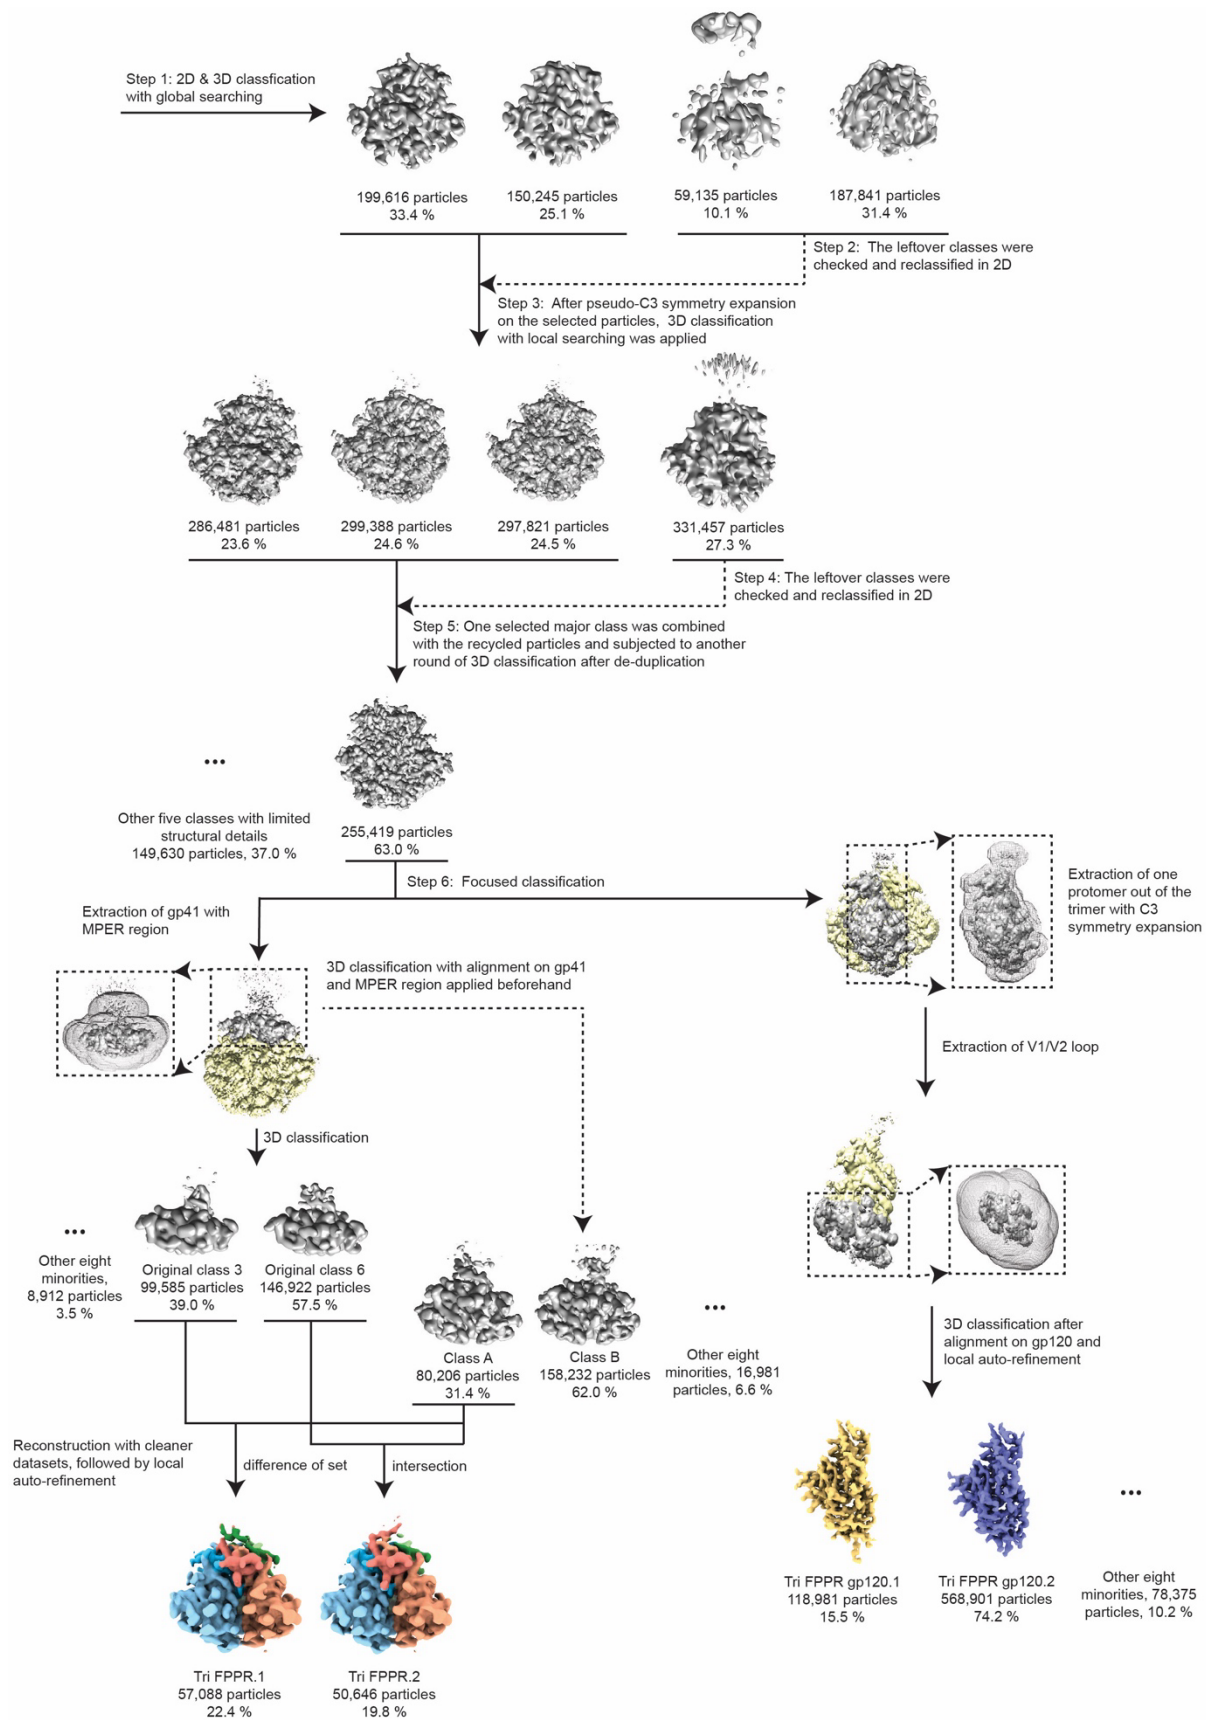 Step 1: 2D & 3D classfication
with global searching
199,616 particles
33.4 %
150,245 particles
25.1 %
59,135 particles
10.1 %
187,841 particles
31.4 %
Step 2:  The leftover classes were
checked and reclassified in 2D
Step 3:  After pseudo-C3 symmetry expansion
on the selected particles,  3D classification
with local searching was applied
286,481 particles
23.6 %
299,388 particles
24.6 %
297,821 particles
24.5 %
331,457 particles
27.3 %
Step 4: The leftover classes were
checked and reclassified in 2D
Step 5: One selected major class was combined
with the recycled particles and subjected to another
round of 3D classification after de-duplication
...
Other five classes with limited
structural details
149,630 particles, 37.0 %
255,419 particles
63.0 %
Step 6:  Focused classification
Extraction of gp41 with
MPER region
3D classification with alignment on gp41
and MPER region applied beforehand
Extraction of one
protomer out of the
trimer with C3
symmetry expansion
Extraction of V1/V2 loop
3D classification
...
Other eight
minorities,
8,912 particles
3.5 %
Original class 3
99,585 particles
39.0 %
Original class 6
146,922 particles
57.5 %
Class A
80,206 particles
31.4 %
Class B
158,232 particles
62.0 %
...
Other eight
minorities, 16,981
particles, 6.6 %
3D classification after
alignment on gp120 and
local auto-refinement
Reconstruction with cleaner
datasets, followed by local
auto-refinement
difference of set
intersection
Tri FPPR.1
57,088 particles
22.4 %
Tri FPPR.2
50,646 particles
19.8 %
Tri FPPR gp120.1
118,981 particles
15.5 %
Tri FPPR gp120.2
568,901 particles
74.2 %
...
Other eight
minorities, 78,375
particles, 10.2 %